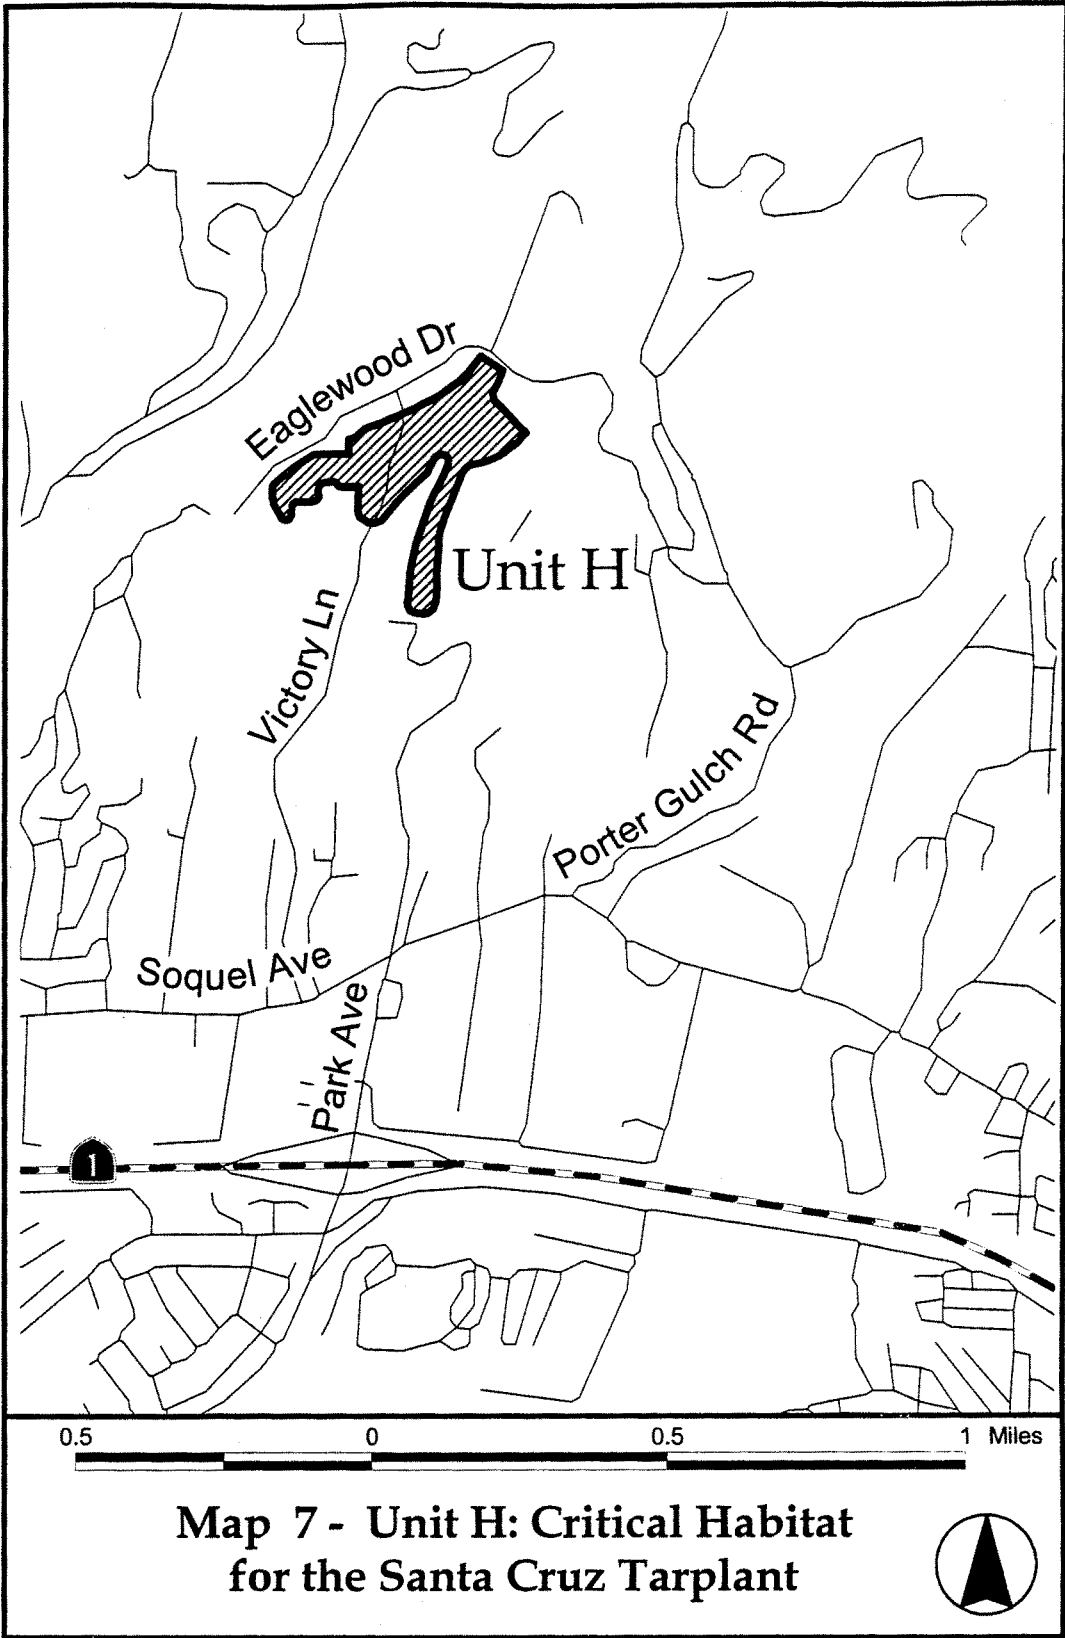 Eaglewood Dr
Unit H
Victory Ln
Porter Gulch Rd
Soquel Ave
Park Ave
1
0.5 0 0.5 1 Miles
Map 7 - Unit H: Critical Habitat
for the Santa Cruz Tarplant